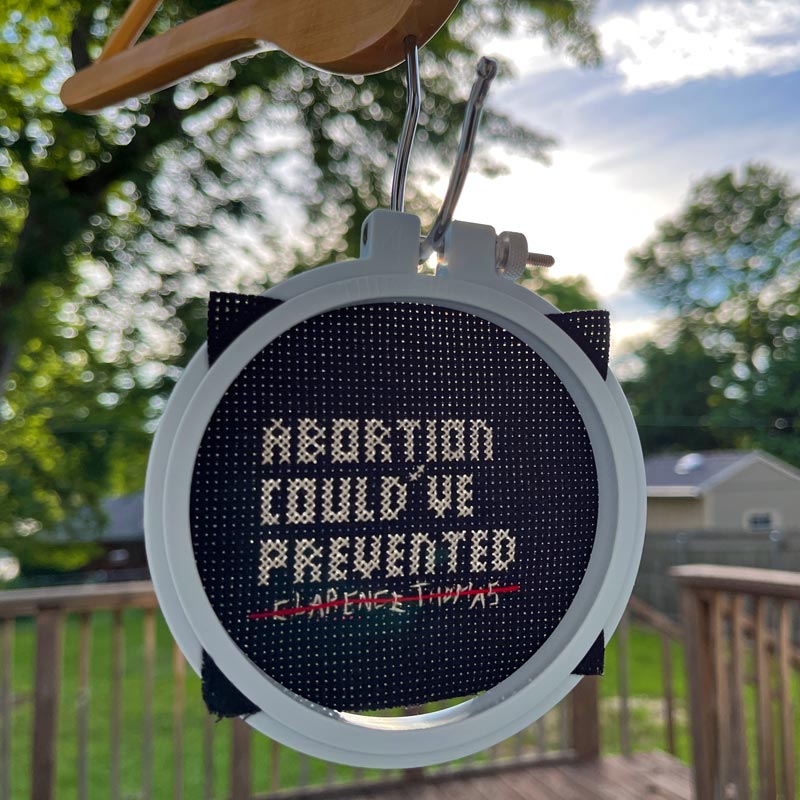 ABORTION
COULD'VE
PREVENTED
CLARENCE THOMAS